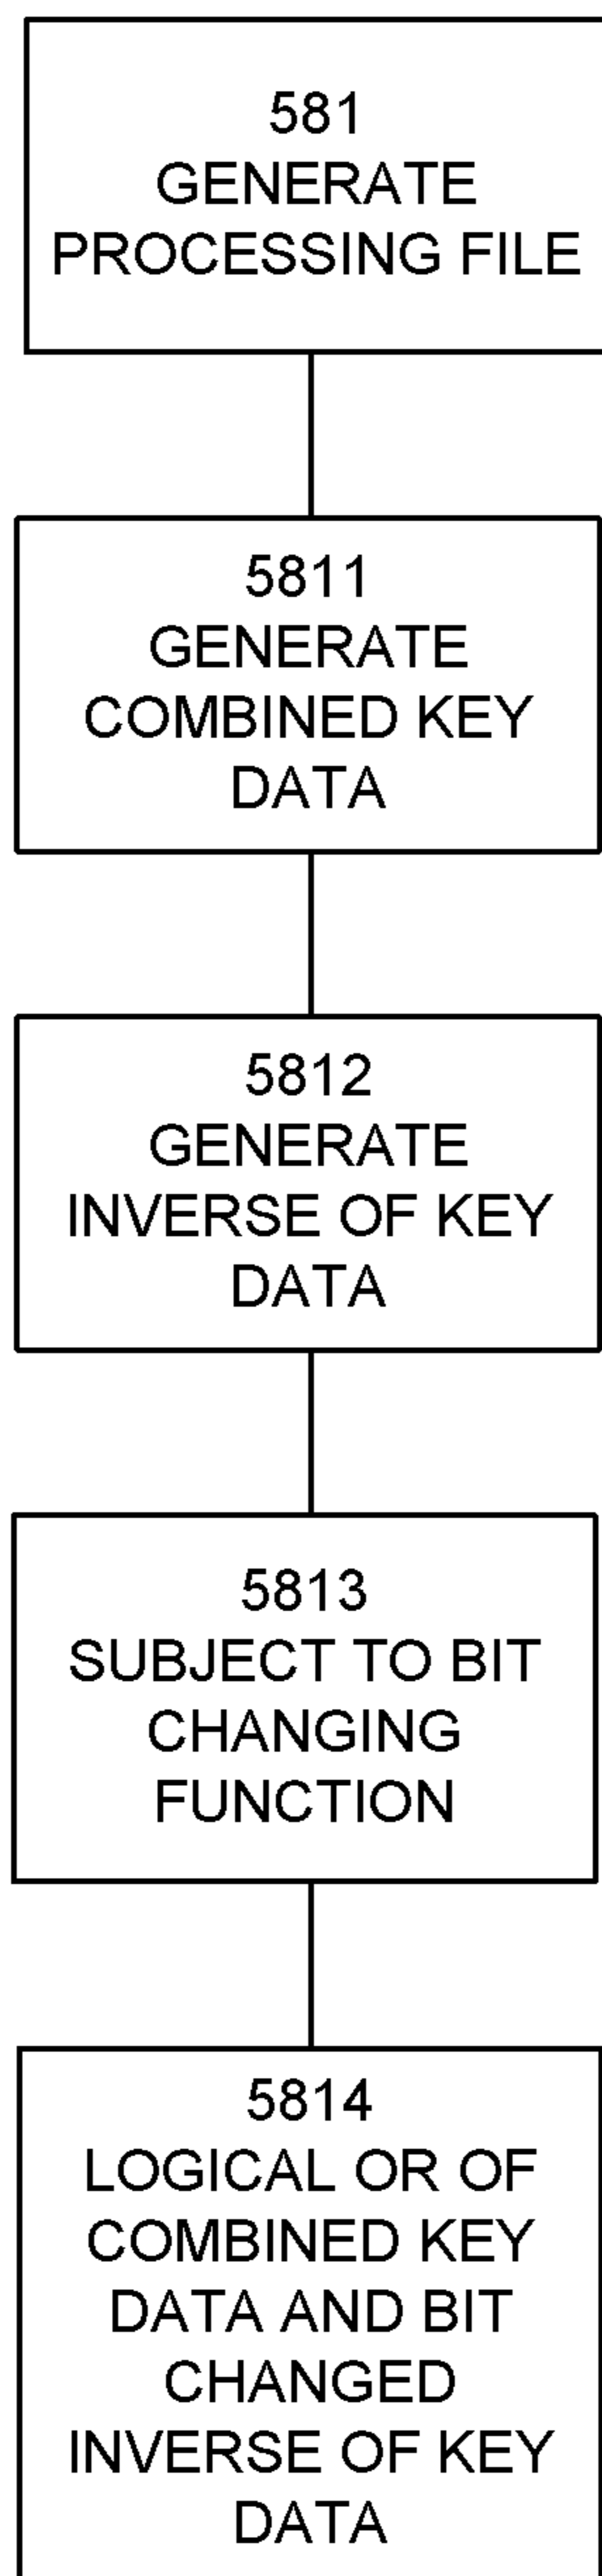 581
GENERATE
PROCESSING FILE
5811
GENERATE
COMBINED KEY
DATA
5812
GENERATE
INVERSE OF KEY
DATA
5813
SUBJECT TO BIT
CHANGING
FUNCTION
5814
LOGICAL OR OF
COMBINED KEY
DATA AND BIT
CHANGED
INVERSE OF KEY
DATA